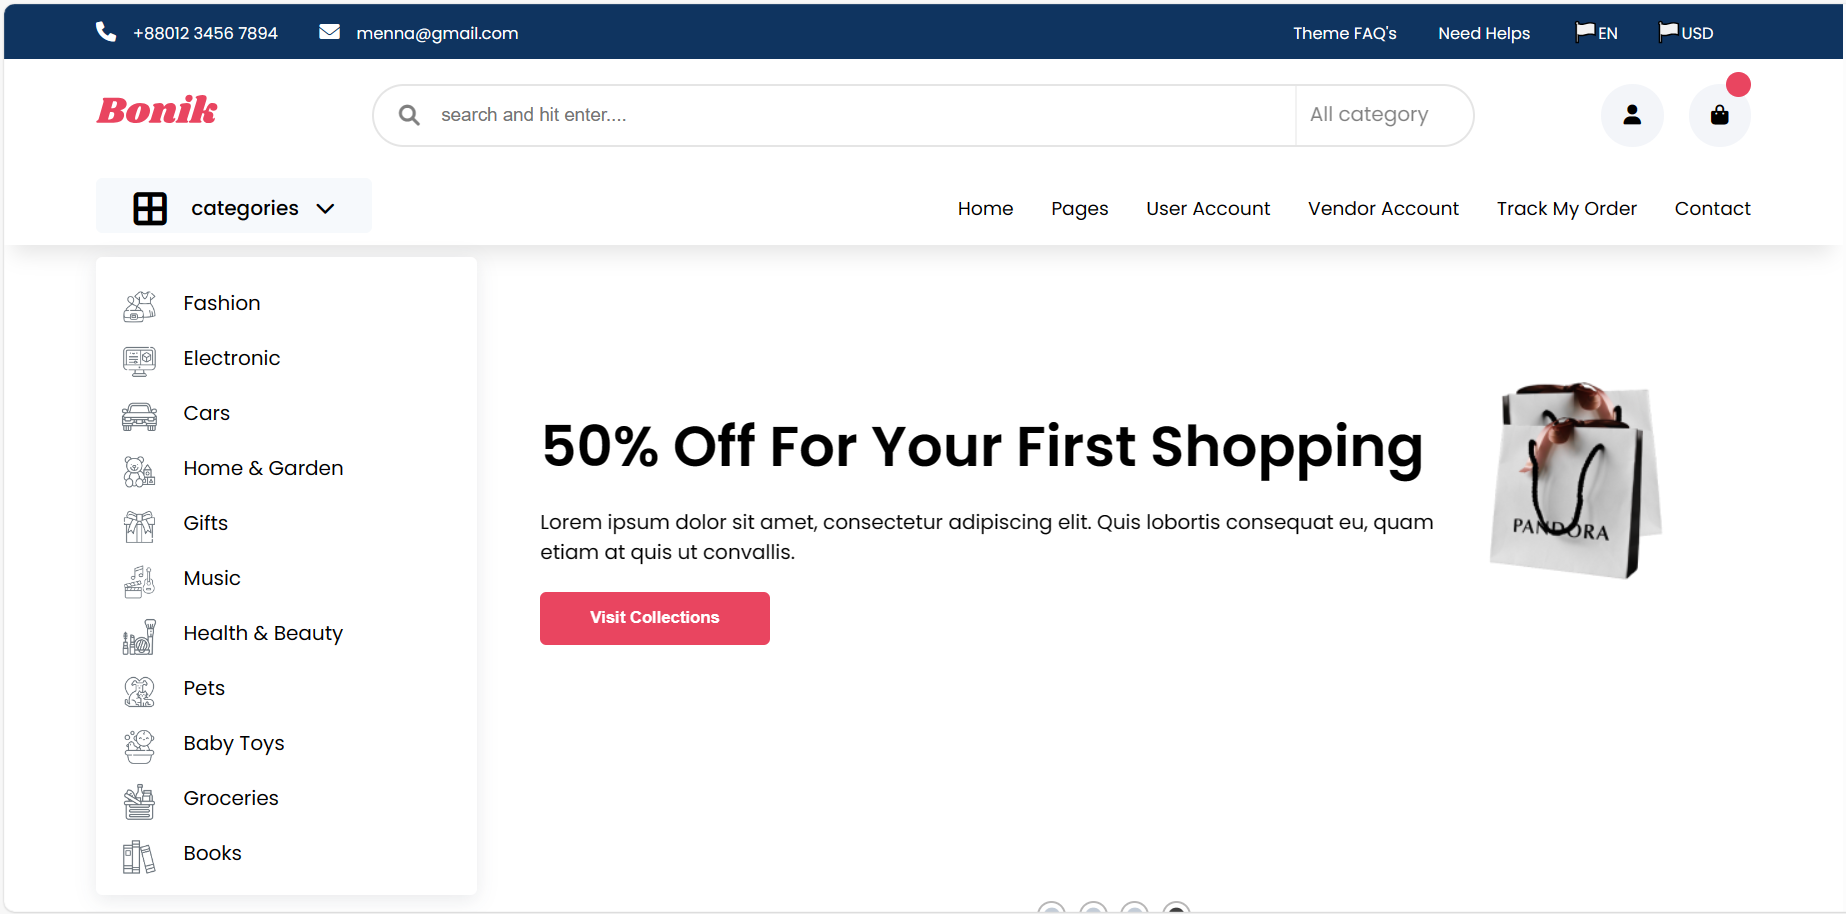 +88012 3456 7894
menna@gmail.com
Theme FAQ's
Need Helps
EN
USD
Bonik
search and hit enter....
All category
categories
Home
Pages
User Account
Vendor Account
Track My Order
Contact
Fashion
Electronic
Cars
Home & Garden
Gifts
Music
Health & Beauty
Pets
Baby Toys
Groceries
Books
50% Off For Your First Shopping
Lorem ipsum dolor sit amet, consectetur adipiscing elit. Quis lobortis consequat eu, quam
etiam at quis ut convallis.
Visit Collections
PANDORA